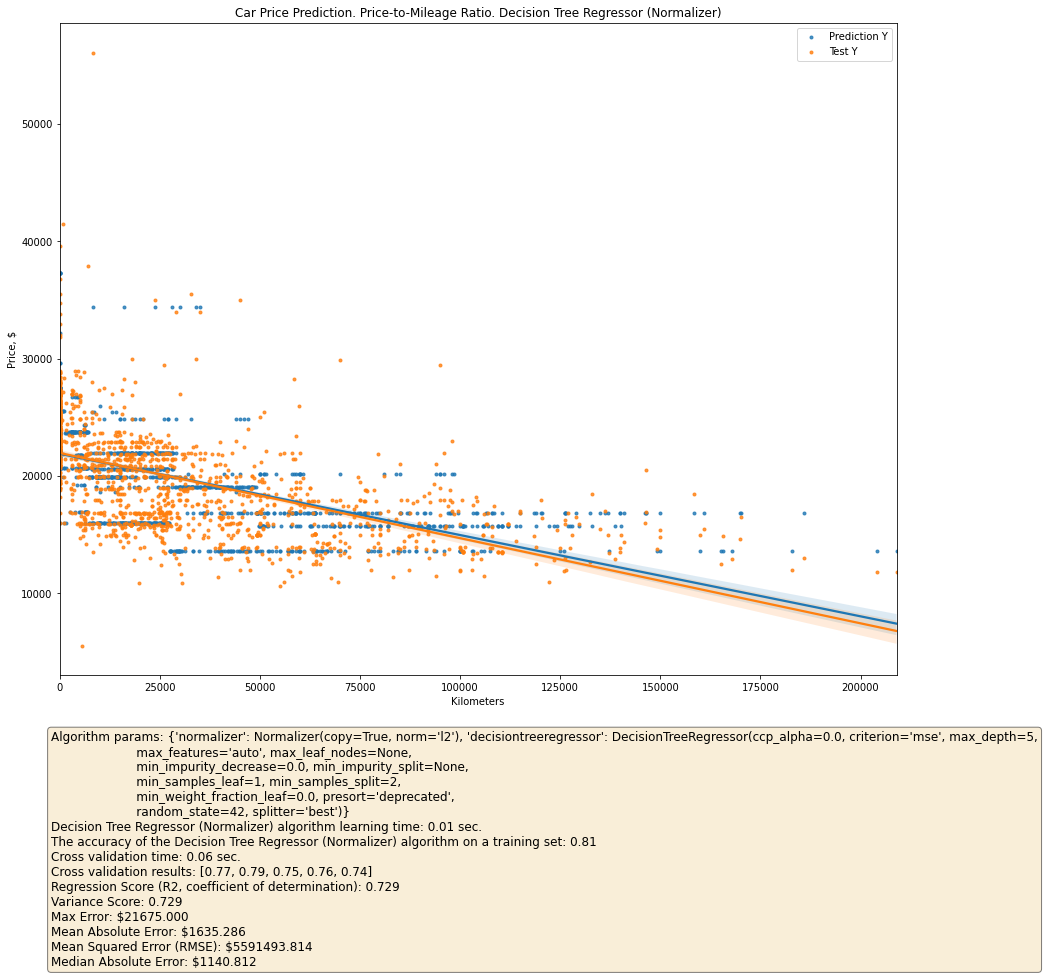 Car Price Prediction. Price-to-Mileage Ratio. Decision Tree Regressor (Normalizer)
Prediction Y
Test Y
50000
40000
30000
20000
10000
Price, $
0 25000 50000 75000 100000 125000 150000 175000 200000
Kilometers
Algorithm params: {'normalizer': Normalizer(copy=True, norm='l2'), 'decisiontreeregressor': DecisionTreeRegressor(ccp_alpha=0.0, criterion='mse', max_depth=5,
max_features='auto', max_leaf_nodes=None,
min_impurity_decrease=0.0, min_impurity_split=None,
min_samples_leaf=1, min_samples_split=2,
min_weight_fraction_leaf=0.0, presort='deprecated',
random_state=42, splitter='best')}
Decision Tree Regressor (Normalizer) algorithm learning time: 0.01 sec.
The accuracy of the Decision Tree Regressor (Normalizer) algorithm on a training set: 0.81
Cross validation time: 0.06 sec.
Cross validation results: [0.77, 0.79, 0.75, 0.76, 0.74]
Regression Score (R2, coefficient of determination): 0.729
Variance Score: 0.729
Max Error: $21675.000
Mean Absolute Error: $1635.286
Mean Squared Error (RMSE): $5591493.814
Median Absolute Error: $1140.812